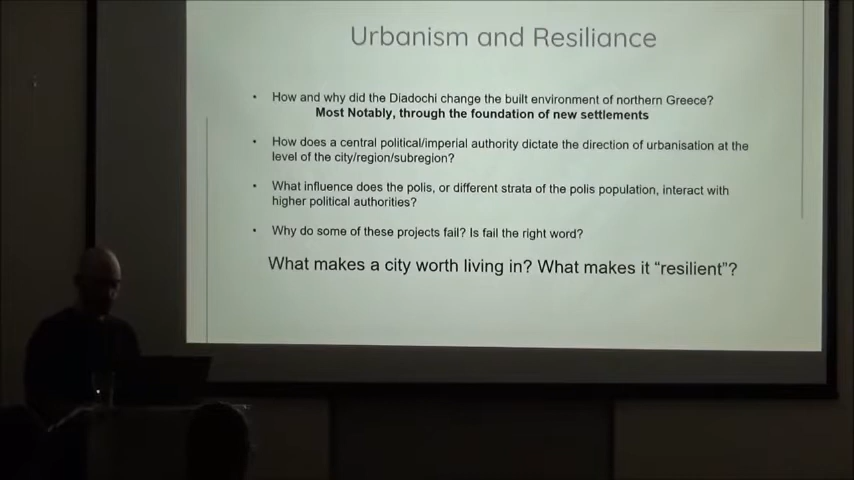 Urbanism and Resiliance
• How and why did the Diadochi change the built environment of northern Greece?
Most Notably, through the foundation of new settlements
• How does a central political/imperial authority dictate the direction of urbanisation at the
level of the city/region/subregion?
• What influence does the polis, or different strata of the polis population, interact with
higher political authorities?
• Why do some of these projects fail? Is fail the right word?
What makes a city worth living in? What makes it “resilient”?